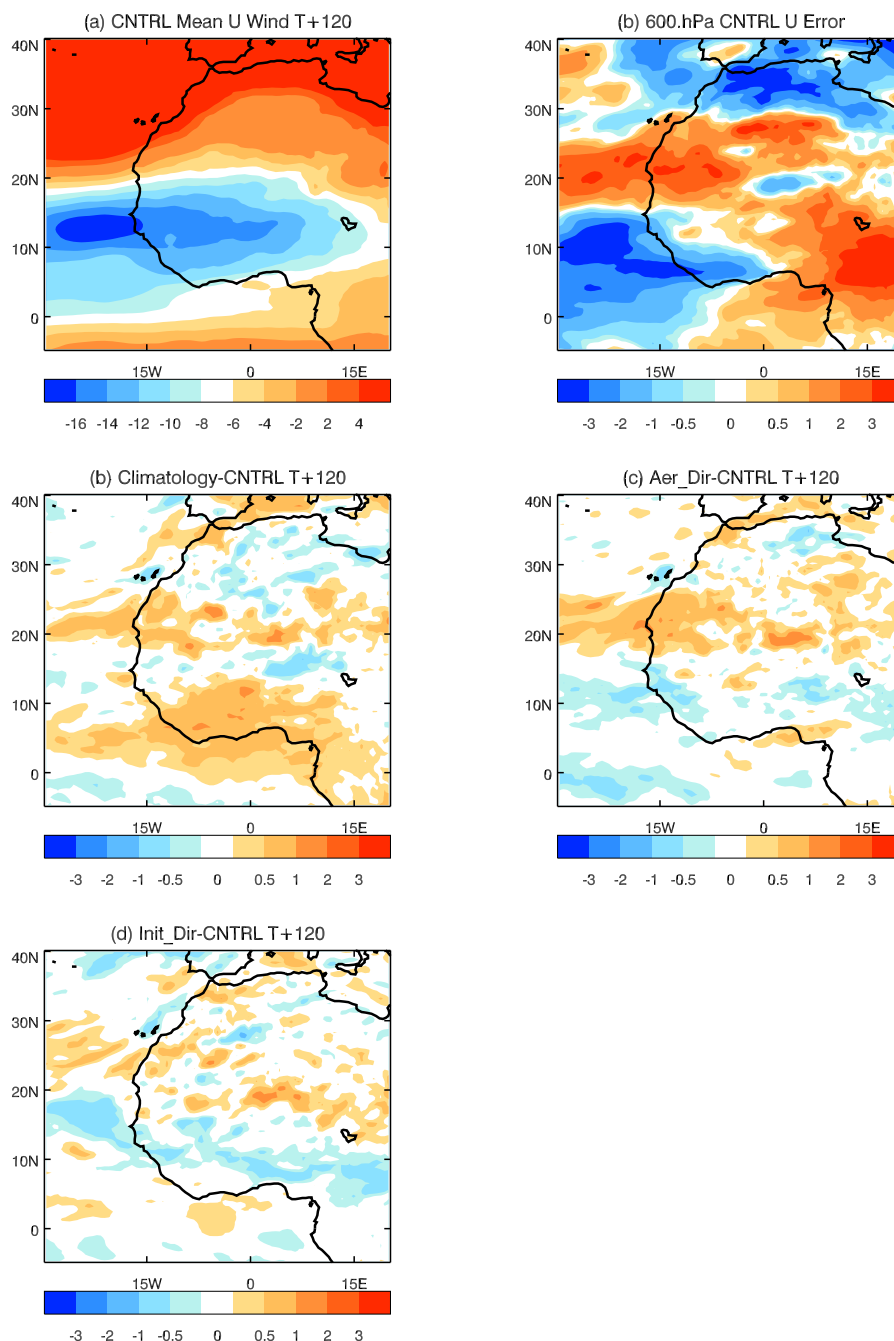 (a) CNTRL Mean U Wind T+120
40N
30N
20N
10N
0
15W 0 15E
-16 -14 -12 -10 -8 -6 -4 -2 2 4
(b) 600.hPa CNTRL U Error
40N
30N
20N
10N
0
15W 0 15E
-3 -2 -1 -0.5 0 0.5 1 2 3
(b) Climatology-CNTRL T+120
40N
30N
20N
10N
0
15W 0 15E
-3 -2 -1 -0.5 0 0.5 1 2 3
(c) Aer_Dir-CNTRL T+120
40N
30N
20N
10N
0
15W 0 15E
-3 -2 -1 -0.5 0 0.5 1 2 3
(d) Init_Dir-CNTRL T+120
40N
30N
20N
10N
0
15W 0 15E
-3 -2 -1 -0.5 0 0.5 1 2 3